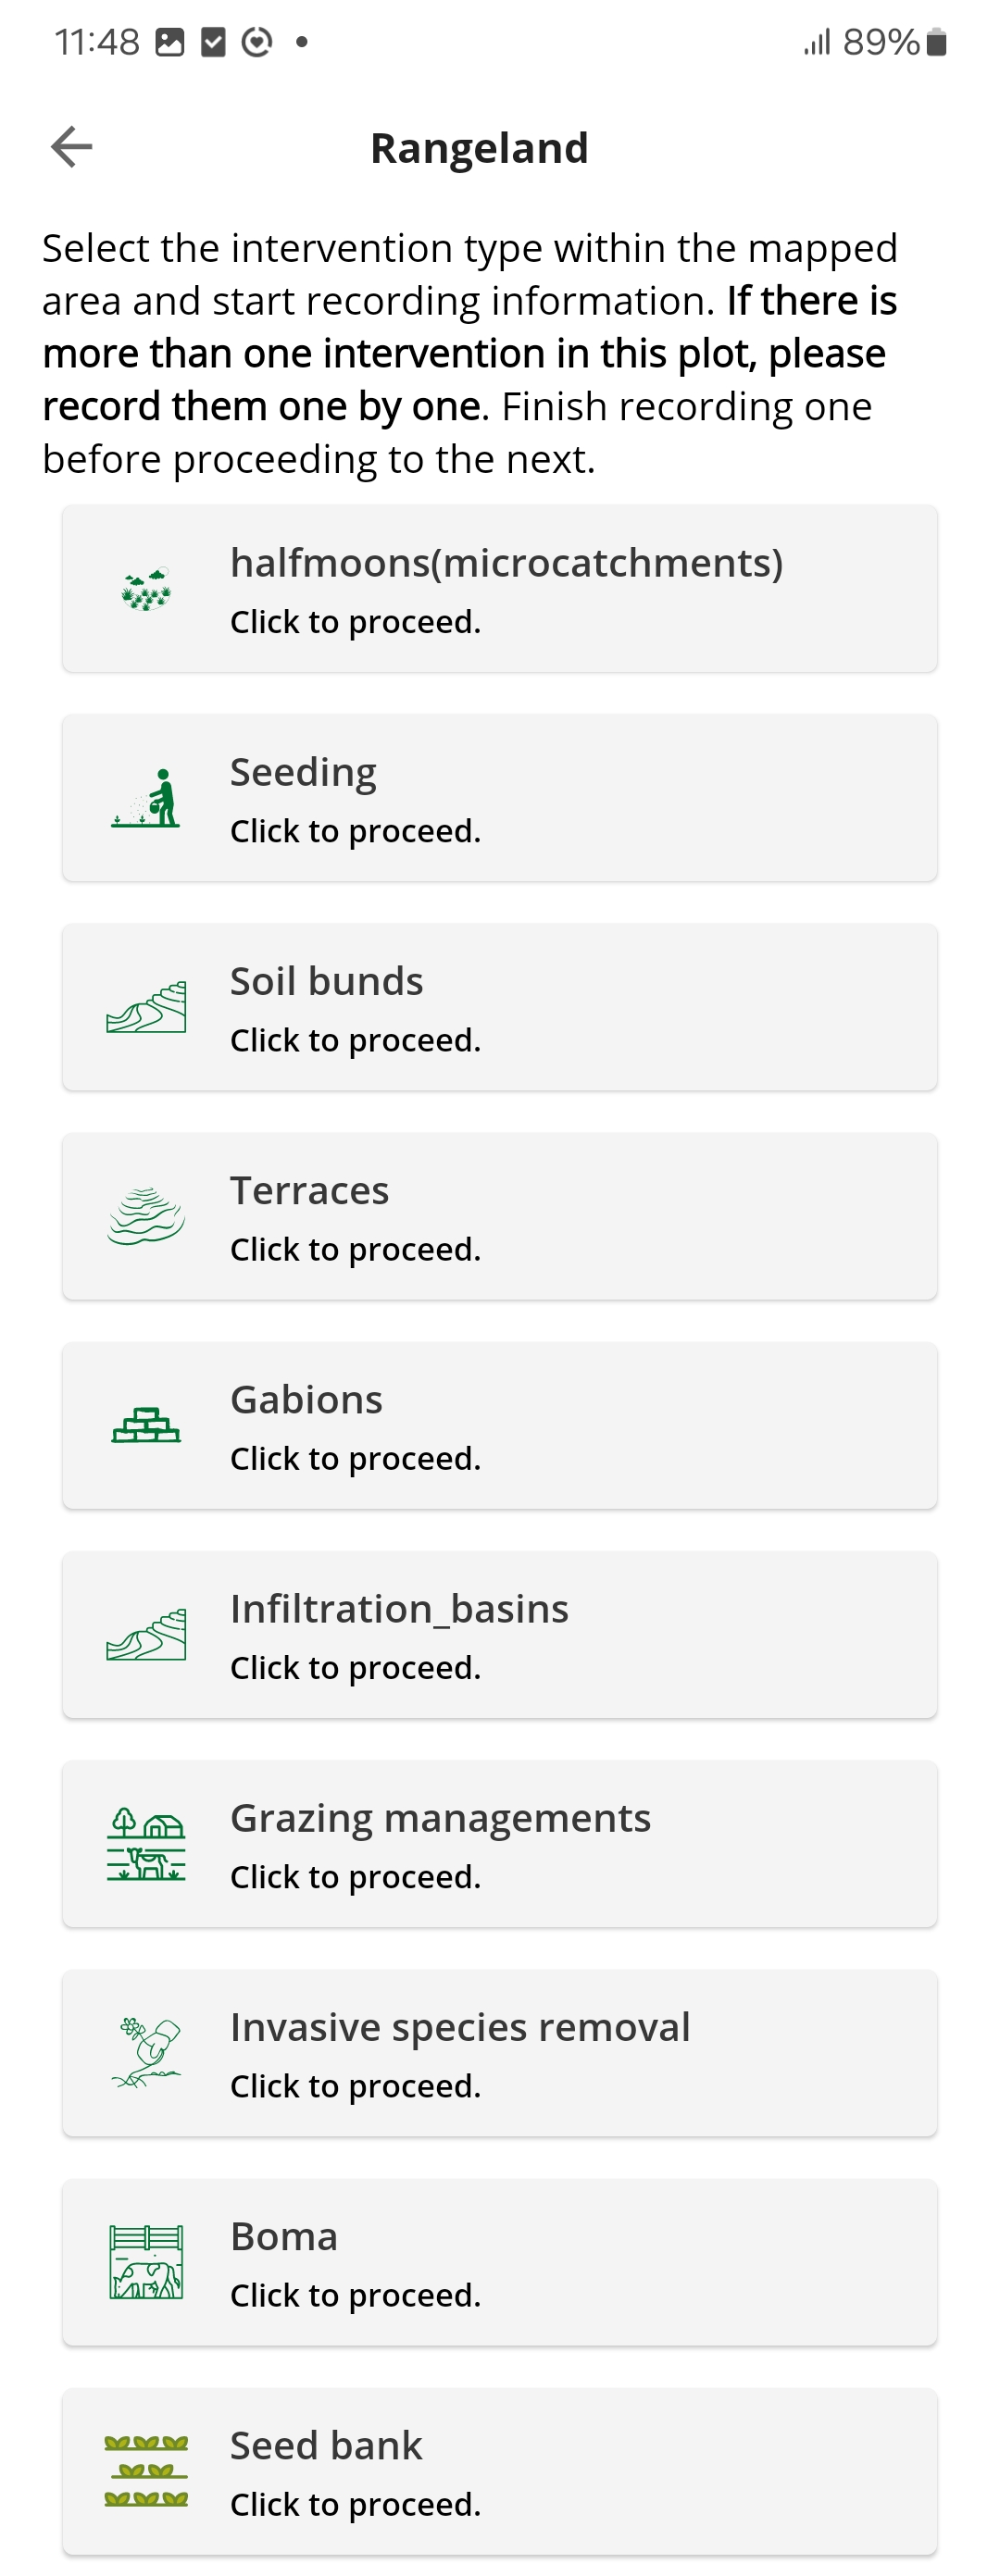 11:48
89%
Rangeland
Select the intervention type within the mapped
area and start recording information. If there is
more than one intervention in this plot, please
record them one by one. Finish recording one
before proceeding to the next.
halfmoons(microcatchments)
Click to proceed.
Seeding
Click to proceed.
Soil bunds
Click to proceed.
Terraces
Click to proceed.
Gabions
Click to proceed.
Infiltration_basins
Click to proceed.
Grazing managements
Click to proceed.
Invasive species removal
Click to proceed.
Boma
Click to proceed.
Seed bank
Click to proceed.